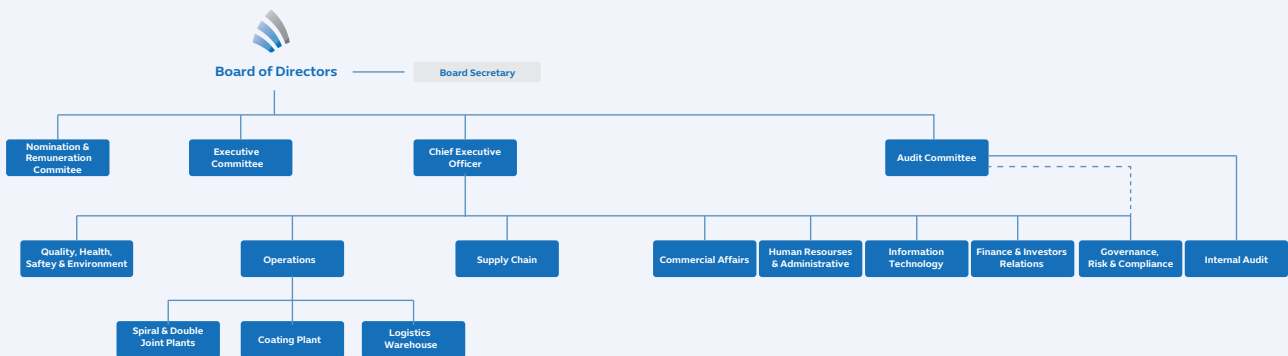 Board of Directors
Board Secretary
Nomination &
Remuneration
Commitee
Executive
Committee
Chief Executive
Officer
Audit Committee
Quality, Health,
Saftey & Environment
Operations
Supply Chain
Commercial Affairs
Human Resourses
& Administrative
Information
Technology
Finance & Investors
Relations
Governance,
Risk & Compliance
Internal Audit
Spiral & Double
Joint Plants
Coating Plant
Logistics
Warehouse